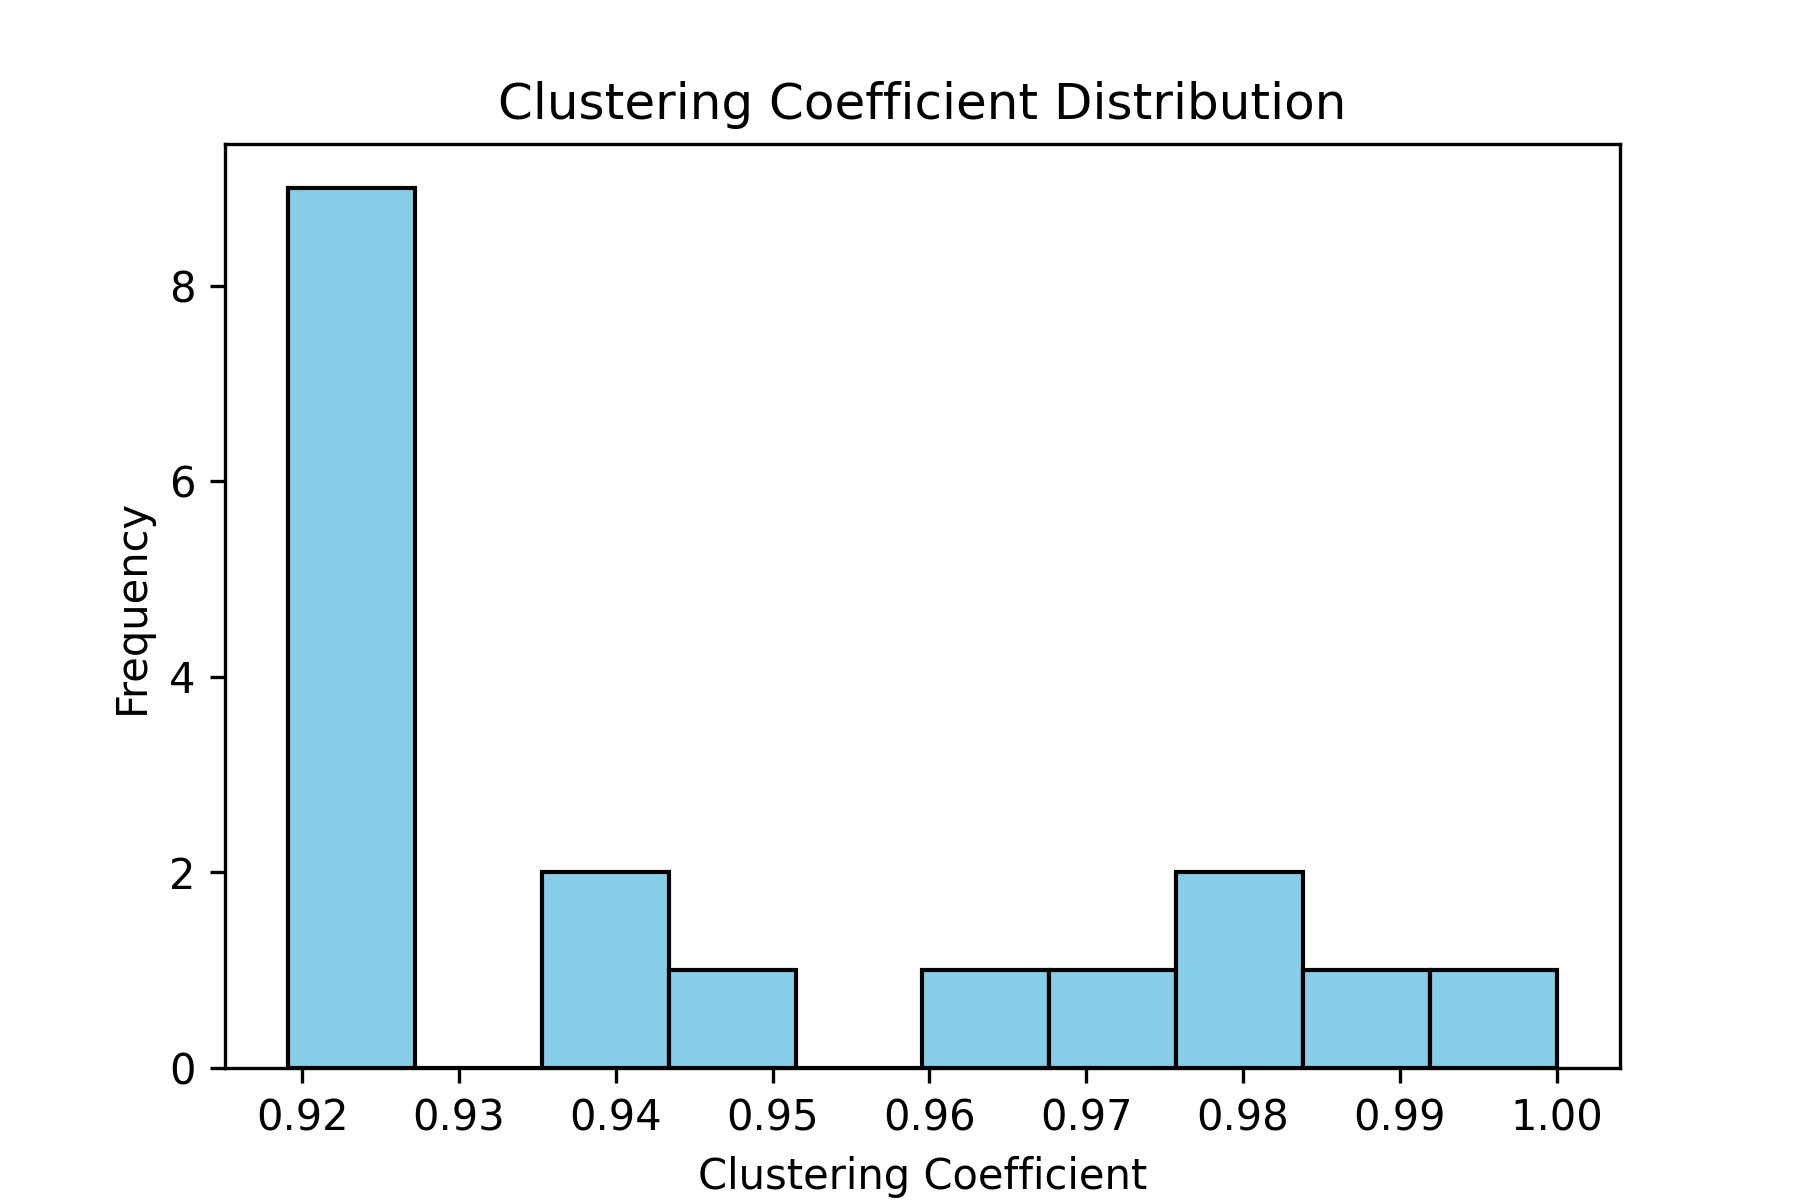 Clustering Coefficient Distribution
8
6
4
2
0
Frequency
0.92 0.93 0.94 0.95 0.96 0.97 0.98 0.99 1.00
Clustering Coefficient